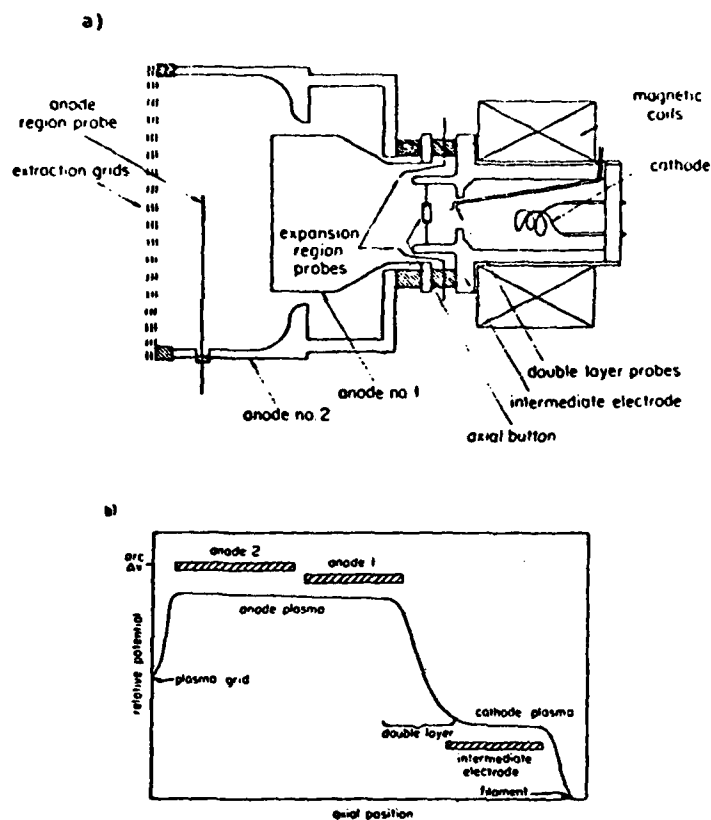 a)
anode
region probe
extraction grids
magnetic
coils
cathode
expansion
region
probes
double layer probes
intermediate electrode
axial button
anode no. 1
anode no. 2
b)
arc
Δv
anode 2
anode 1
anode plasma
relative potential
plasma grid
cathode plasma
double layer
intermediate
electrode
filament
axial position